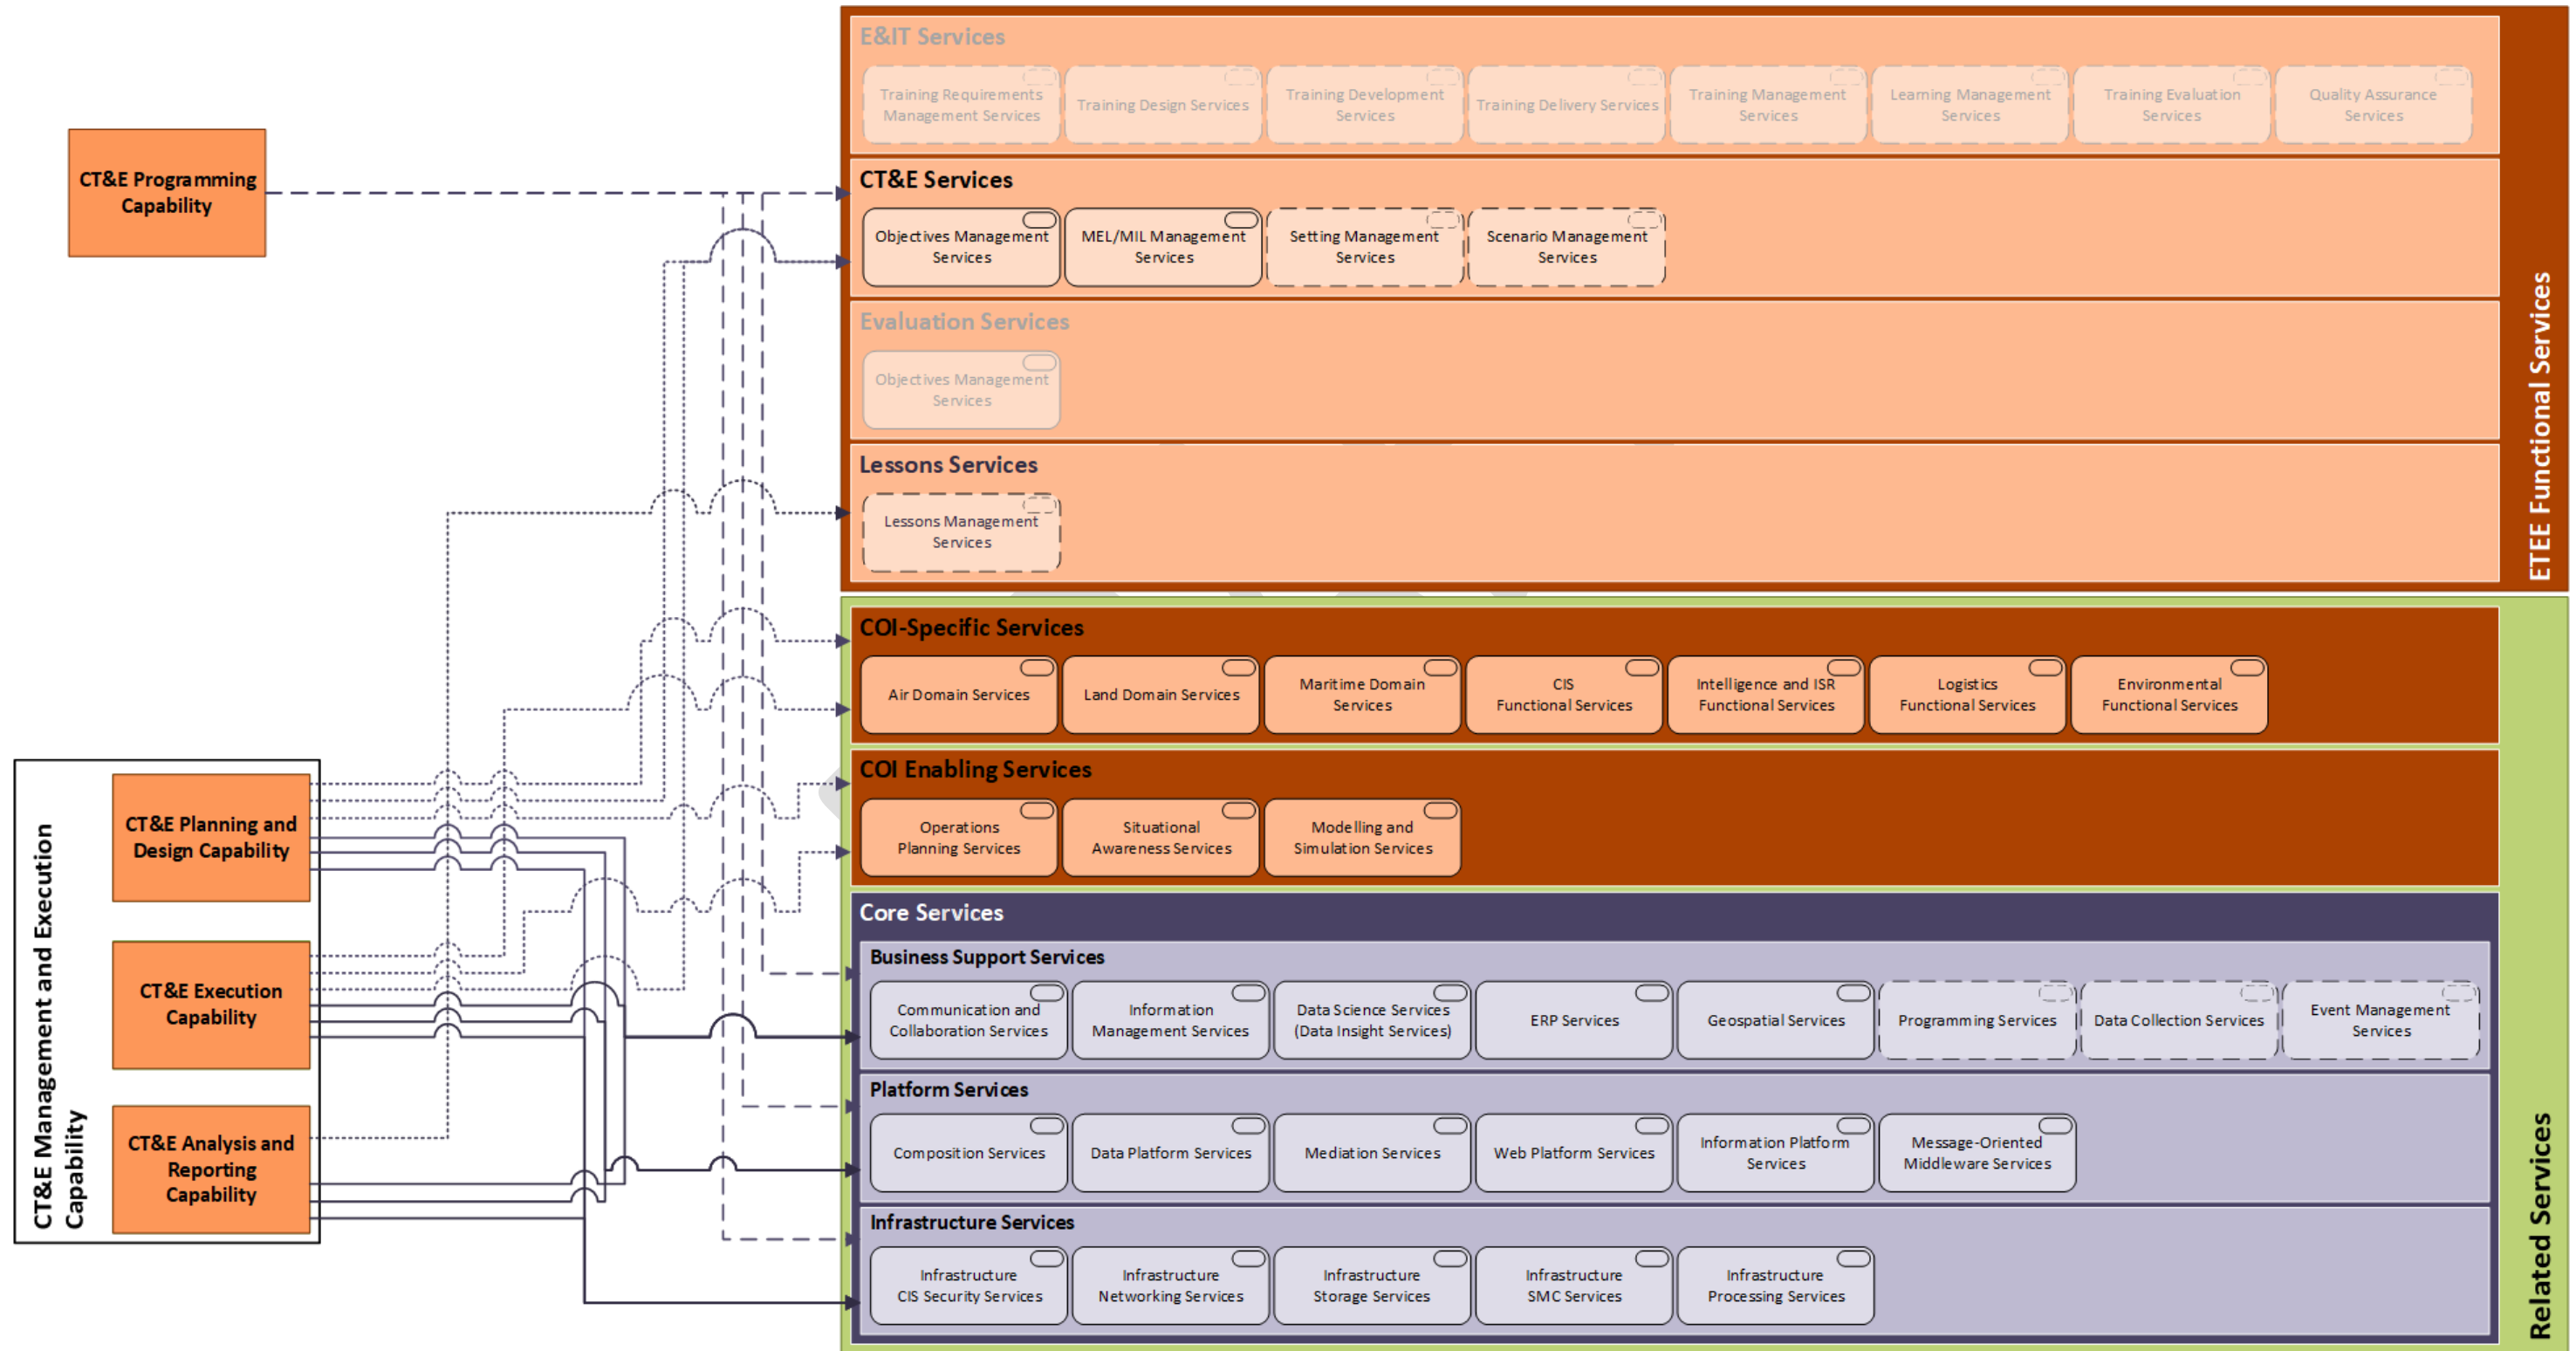 E&IT Services
Training Requirements
Management Services
Training Design Services
Training Development
Services
Training Delivery Services
Training Management
Services
Learning Management
Services
Training Evaluation
Services
Quality Assurance
Services
CT&E Programming
Capability
CT&E Services
Objectives Management
Services
MEL/MIL Management
Services
Setting Management
Services
Scenario Management
Services
Evaluation Services
Objectives Management
Services
Lessons Services
Lessons Management
Services
ETEE Functional Services
COI-Specific Services
Air Domain Services
Land Domain Services
Maritime Domain
Services
CIS
Functional Services
Intelligence and ISR
Functional Services
Logistics
Functional Services
Environmental
Functional Services
COI Enabling Services
Operations
Planning Services
Situational
Awareness Services
Modelling and
Simulation Services
CT&E Management and Execution
Capability
CT&E Planning and
Design Capability
CT&E Execution
Capability
CT&E Analysis and
Reporting
Capability
Core Services
Business Support Services
Communication and
Collaboration Services
Information
Management Services
Data Science Services
(Data Insight Services)
ERP Services
Geospatial Services
Programming Services
Data Collection Services
Event Management
Services
Platform Services
Composition Services
Data Platform Services
Mediation Services
Web Platform Services
Information Platform
Services
Message-Oriented
Middleware Services
Infrastructure Services
Infrastructure
CIS Security Services
Infrastructure
Networking Services
Infrastructure
Storage Services
Infrastructure
SMC Services
Infrastructure
Processing Services
Related Services